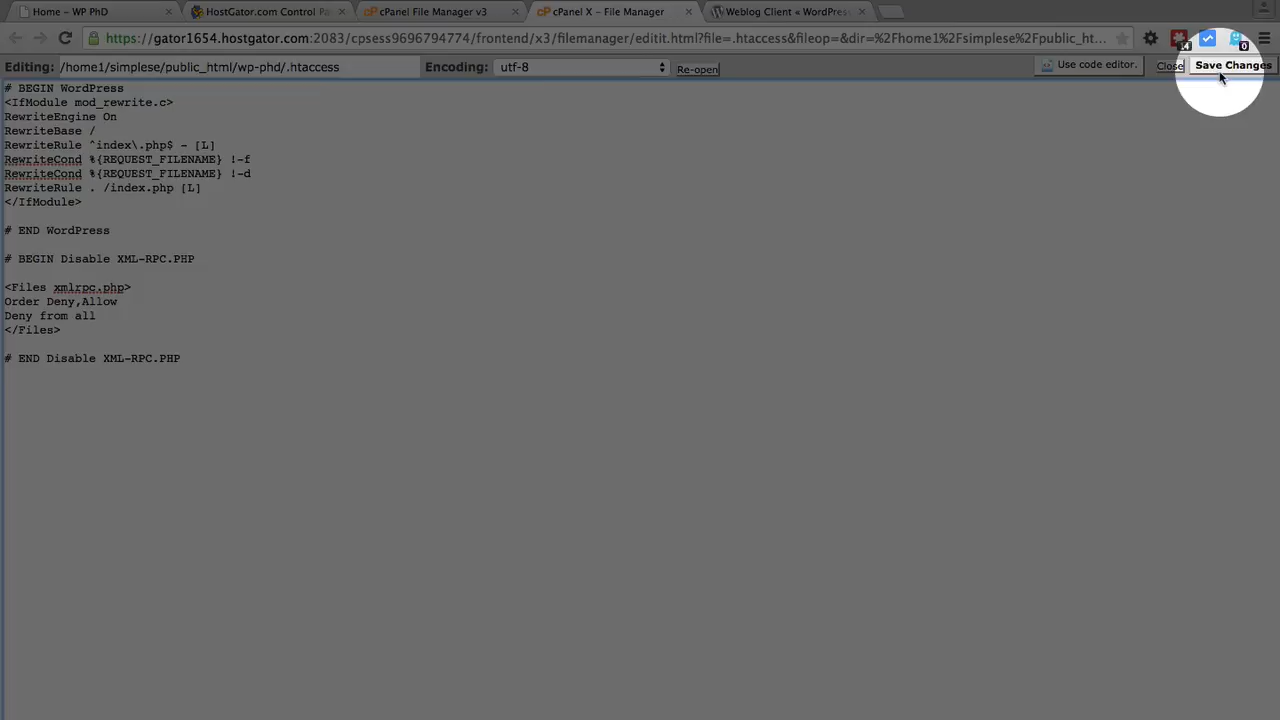 Home – WP PhD
HostGator.com Control Pa
cPanel File Manager v3
cPanel X – File Manager
Weblog Client « WordPress
https://gator1654.hostgator.com:2083/cpsess9696794774/frontend/x3/filemanager/editit.html?file=.htaccess&fileop=&dir=%2Fhome1%2Fsimplese%2Fpublic_ht...
14
0
Editing: /home1/simplese/public_html/wp-phd/.htaccess Encoding: utf-8 Re-open Use code editor. Close Save Changes
# BEGIN WordPress
<IfModule mod_rewrite.c>
RewriteEngine On
RewriteBase /
RewriteRule ^index\.php$ - [L]
RewriteCond %{REQUEST_FILENAME} !-f
RewriteCond %{REQUEST_FILENAME} !-d
RewriteRule . /index.php [L]
</IfModule>
# END WordPress
# BEGIN Disable XML-RPC.PHP
<Files xmlrpc.php>
Order Deny,Allow
Deny from all
</Files>
# END Disable XML-RPC.PHP